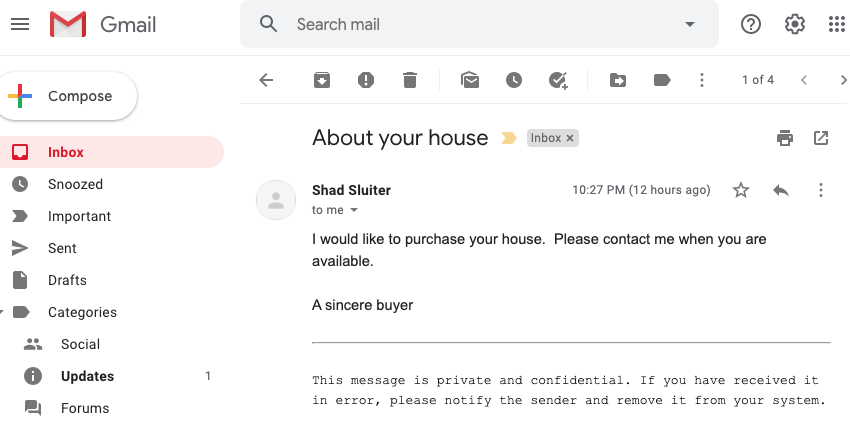 Gmail
Search mail
Compose
1 of 4
Inbox
Snoozed
Important
Sent
Drafts
Categories
Social
Updates 1
Forums
About your house
Inbox x
Shad Sluiter
10:27 PM (12 hours ago)
to me
I would like to purchase your house.  Please contact me when you are
available.
A sincere buyer
This message is private and confidential. If you have received it
in error, please notify the sender and remove it from your system.